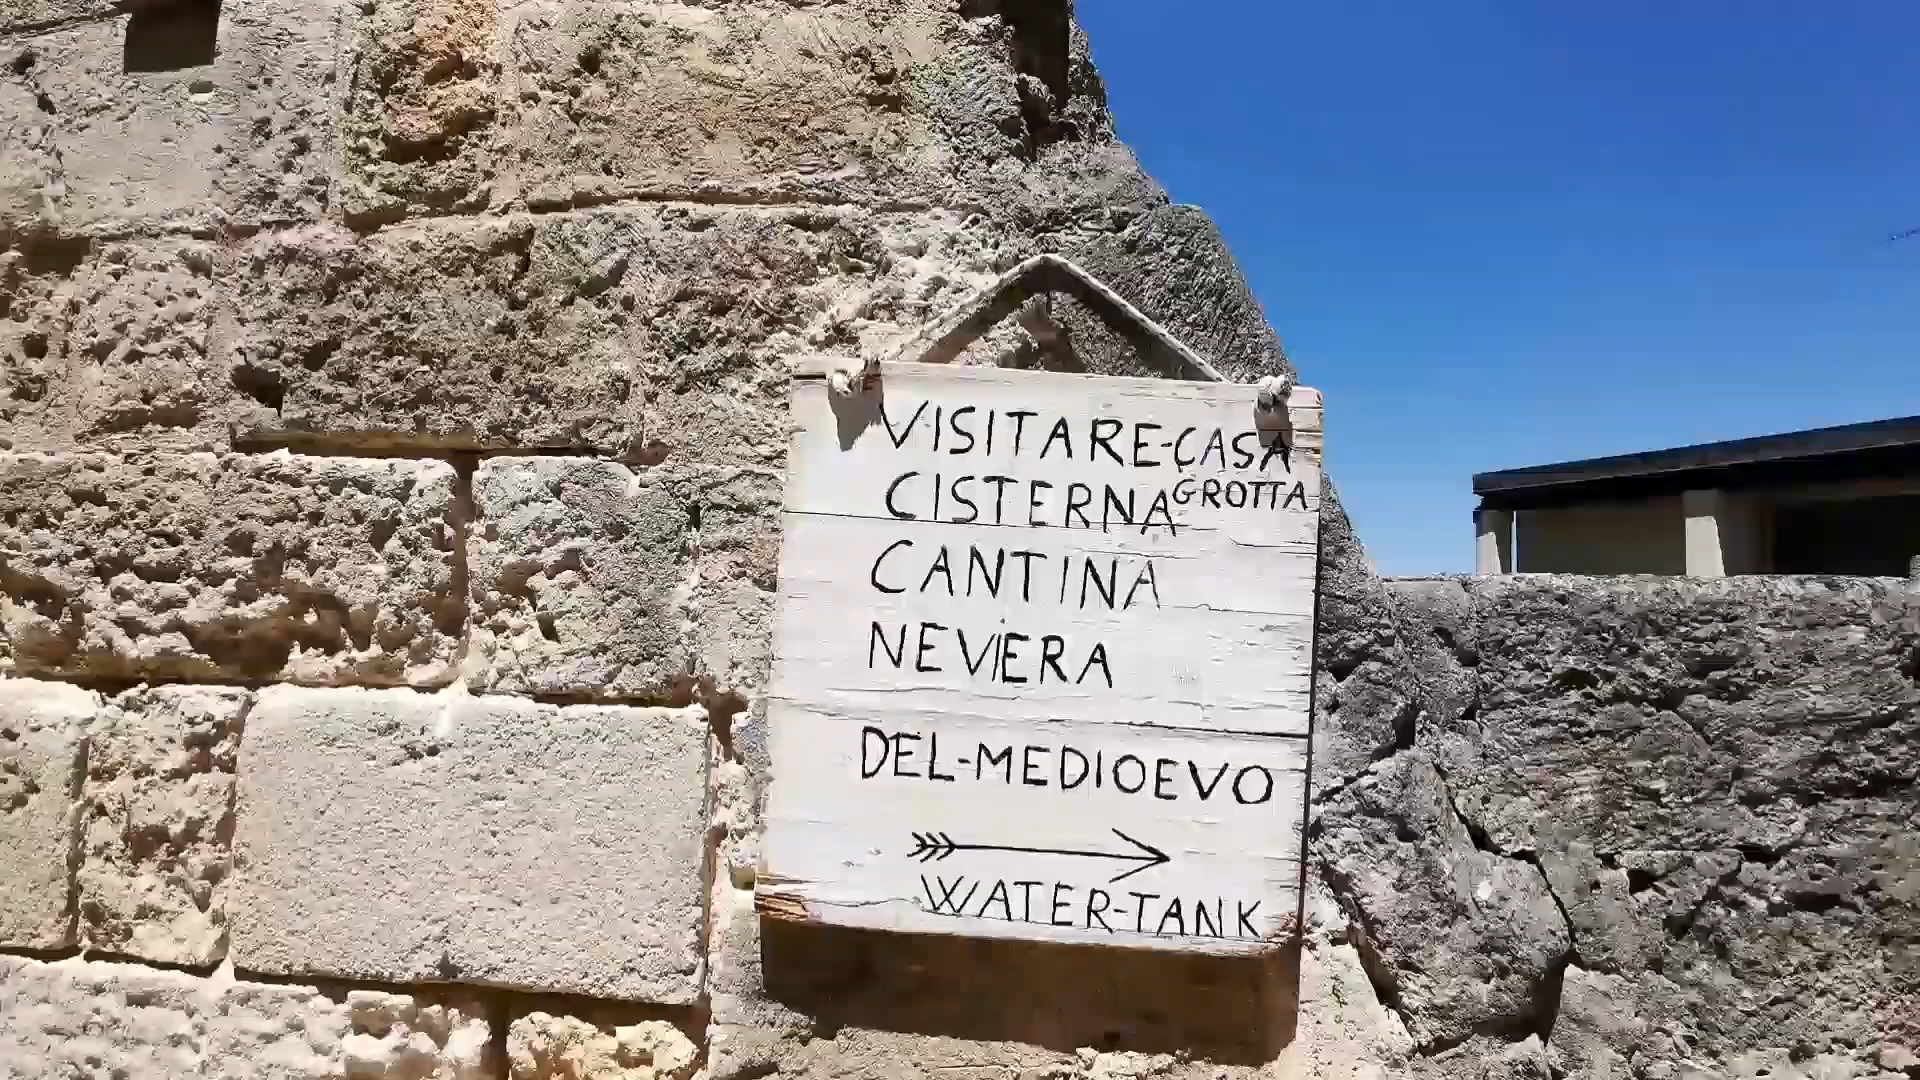 VISITARE-CASA
GROTTA
CISTERNA
CANTINA
NEVIERA
DEL-MEDIOEVO
WATER-TANK